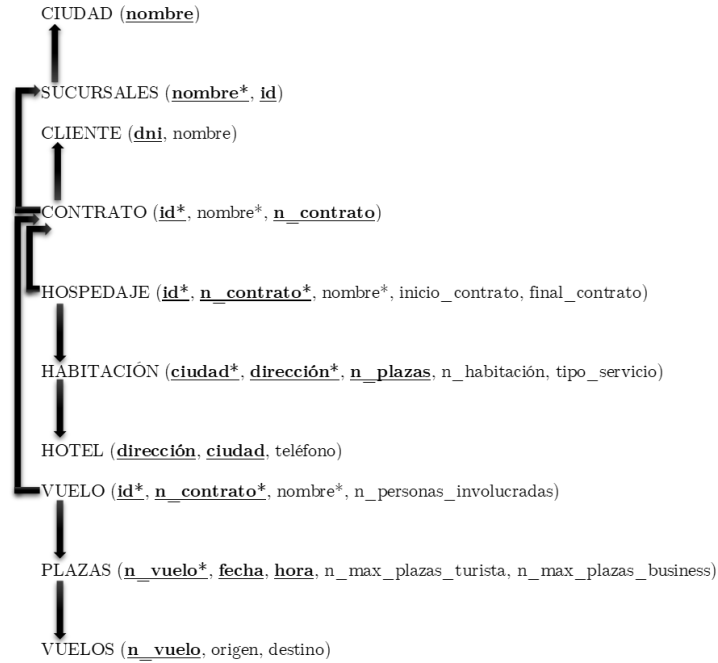 CIUDAD (nombre)
SUCURSALES (nombre*, id)
CLIENTE (dni, nombre)
CONTRATO (id*, nombre*, n_contrato)
HOSPEDAJE (id*, n_contrato*, nombre*, inicio_contrato, final_contrato)
HABITACIÓN (ciudad*, dirección*, n_plazas, n_habitación, tipo_servicio)
HOTEL (dirección, ciudad, teléfono)
VUELO (id*, n_contrato*, nombre*, n_personas_involucradas)
PLAZAS (n_vuelo*, fecha, hora, n_max_plazas_turista, n_max_plazas_business)
VUELOS (n_vuelo, origen, destino)